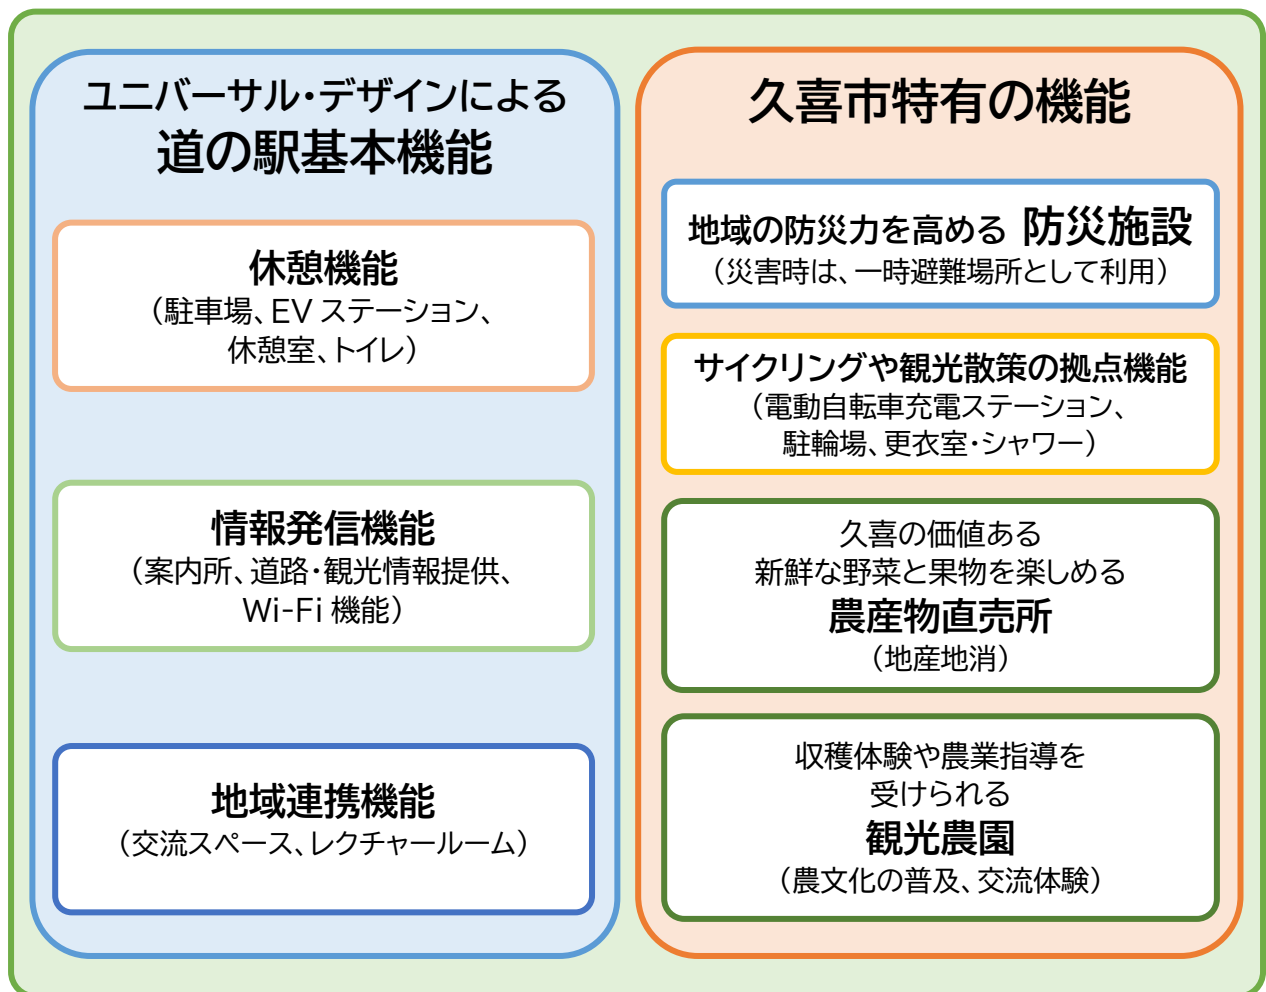 ユニバーサル・デザインによる
道の駅基本機能
休憩機能
（駐車場、EV ステーション、
休憩室、トイレ）
情報発信機能
（案内所、道路・観光情報提供、
Wi-Fi 機能）
地域連携機能
（交流スペース、レクチャールーム）
久喜市特有の機能
地域の防災力を高める 防災施設
（災害時は、一時避難場所として利用）
サイクリングや観光散策の拠点機能
（電動自転車充電ステーション、
駐輪場、更衣室・シャワー）
久喜の価値ある
新鮮な野菜と果物を楽しめる
農産物直売所
（地産地消）
収穫体験や農業指導を
受けられる
観光農園
（農文化の普及、交流体験）